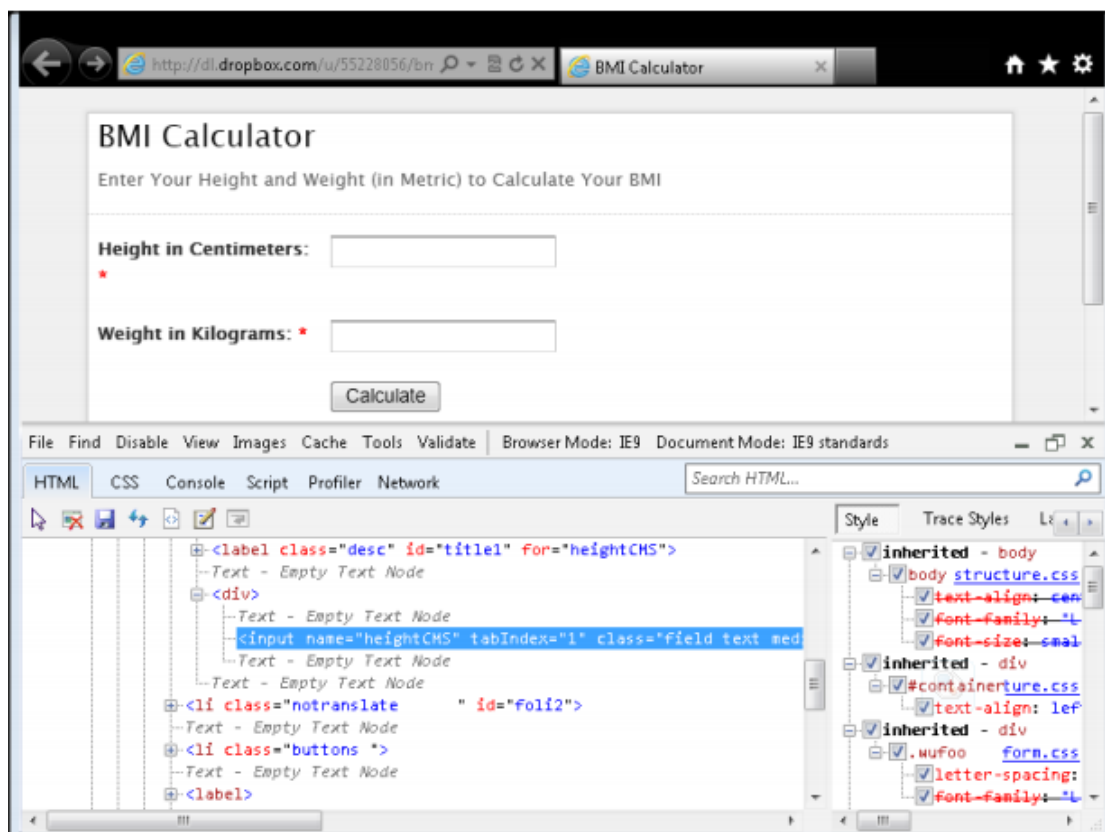 http://dl.dropbox.com/u/55228056/bm
BMI Calculator
BMI Calculator
Enter Your Height and Weight (in Metric) to Calculate Your BMI
Height in Centimeters:
*
Weight in Kilograms: *
Calculate
File Find Disable View Images Cache Tools Validate Browser Mode: IE9 Document Mode: IE9 standards
HTML CSS Console Script Profiler Network Search HTML...
Style Trace Styles
<label class="desc" id="title1" for="heightCMS">
Text - Empty Text Node
<div>
Text - Empty Text Node
<input name="heightCMS" tabIndex="1" class="field text med
Text - Empty Text Node
Text - Empty Text Node
<li class="notranslate " id="foli2">
Text - Empty Text Node
<li class="buttons ">
Text - Empty Text Node
<label>
inherited - body
body structure.css
text-align: cen
font-family: "L
font-size: smal
inherited - div
#containerture.css
text-align: lef
inherited - div
.wufoo form.css
letter-spacing:
font-family: "L